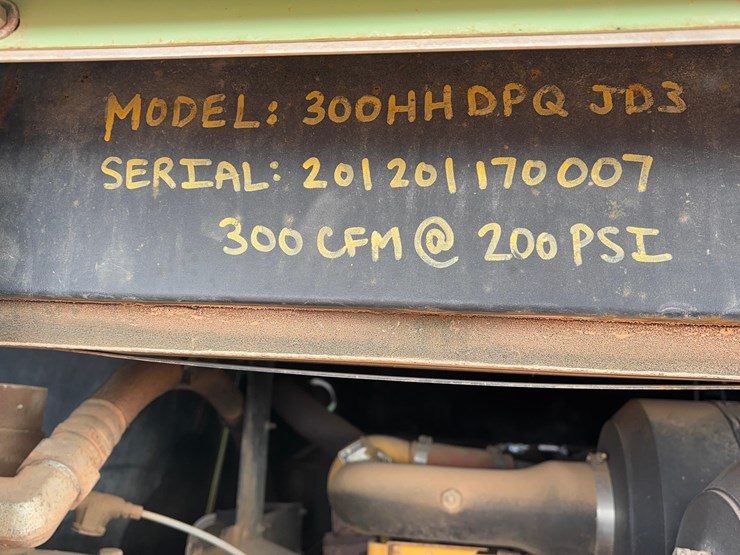 MODEL: 300HHDPQ JD3
SERIAL: 201201170007
300 CFM @ 200 PSI